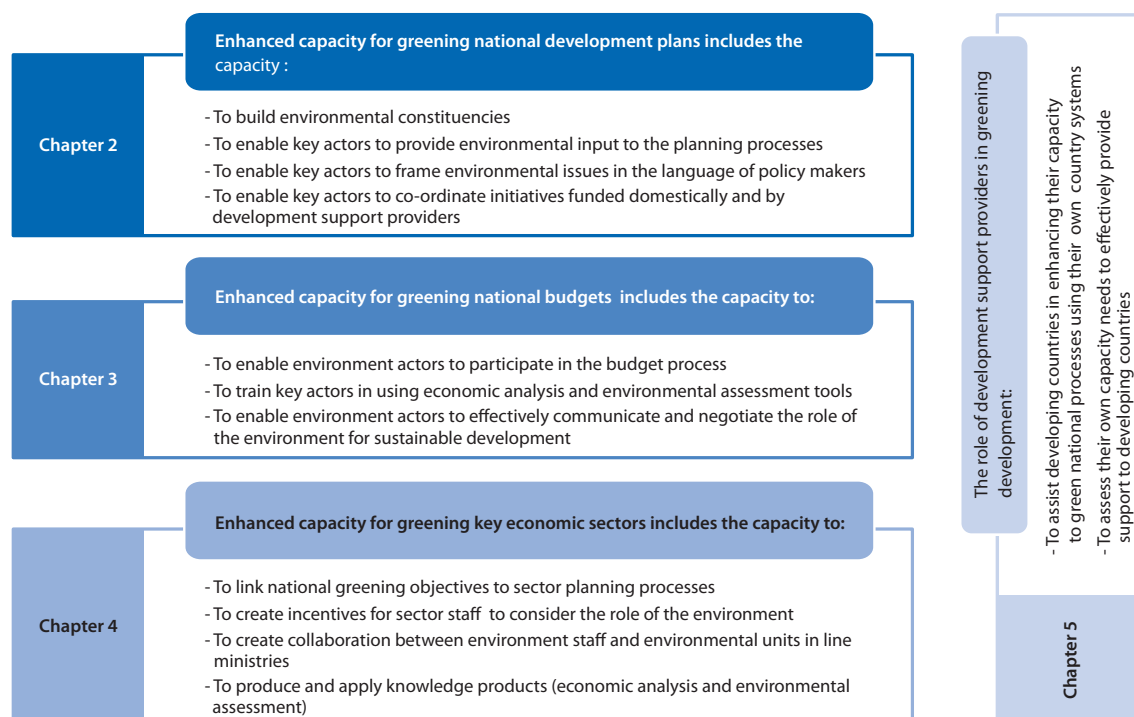 Enhanced capacity for greening national development plans includes the
capacity :
Chapter 2
- To build environmental constituencies
- To enable key actors to provide environmental input to the planning processes
- To enable key actors to frame environmental issues in the language of policy makers
- To enable key actors to co-ordinate initiatives funded domestically and by
development support providers
Enhanced capacity for greening national budgets includes the capacity to:
Chapter 3
- To enable environment actors to participate in the budget process
- To train key actors in using economic analysis and environmental assessment tools
- To enable environment actors to effectively communicate and negotiate the role of
the environment for sustainable development
Enhanced capacity for greening key economic sectors includes the capacity to:
Chapter 4
- To link national greening objectives to sector planning processes
- To create incentives for sector staff to consider the role of the environment
- To create collaboration between environment staff and environmental units in line
ministries
- To produce and apply knowledge products (economic analysis and environmental
assessment)
The role of development support providers in greening
development:
- To assist developing countries in enhancing their capacity
to green national processes using their own country systems
- To assess their own capacity needs to effectively provide
support to developing countries
Chapter 5